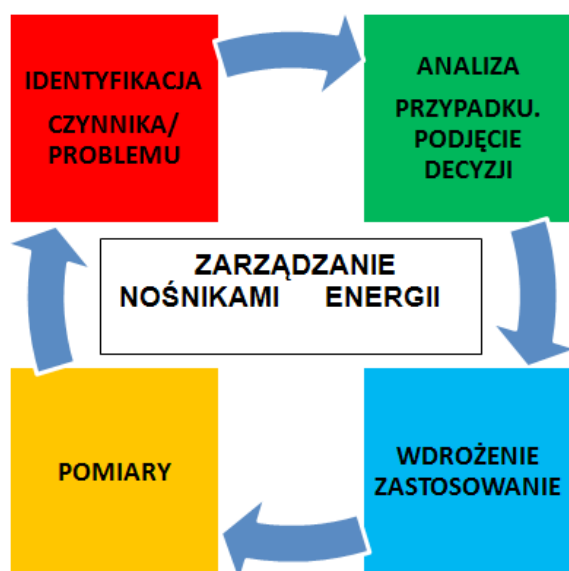 IDENTYFIKACJA
CZYNNIKA/
PROBLEMU
ANALIZA
PRZYPADKU.
PODJĘCIE
DECYZJI
ZARZĄDZANIE
NOŚNIKAMI ENERGII
POMIARY
WDROŻENIE
ZASTOSOWANIE